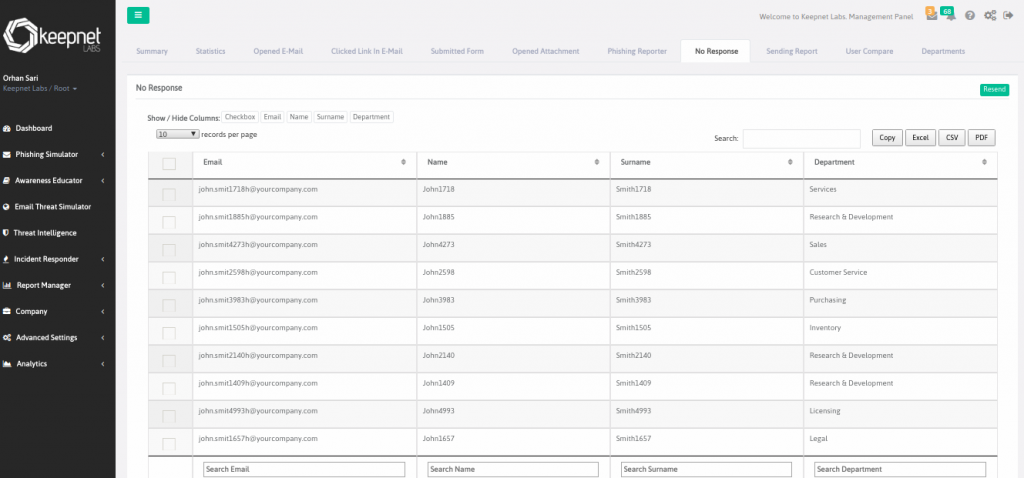 keepnet
LABS
Orhan Sari
Keepnet Labs / Root
Dashboard
Phishing Simulator
Awareness Educator
Email Threat Simulator
Threat Intelligence
Incident Responder
Report Manager
Company
Advanced Settings
Analytics
Welcome to Keepnet Labs. Management Panel 3 68
Summary Statistics Opened E-Mail Clicked Link In E-Mail Submitted Form Opened Attachment Phishing Reporter No Response Sending Report User Compare Departments
No Response Resend
Show / Hide Columns: Checkbox Email Name Surname Department
10 records per page Search: Copy Excel CSV PDF
Email Name Surname Department
john.smit1718h@yourcompany.com John1718 Smith1718 Services
john.smit1885h@yourcompany.com John1885 Smith1885 Research & Development
john.smit4273h@yourcompany.com John4273 Smith4273 Sales
john.smit2598h@yourcompany.com John2598 Smith2598 Customer Service
john.smit3983h@yourcompany.com John3983 Smith3983 Purchasing
john.smit1505h@yourcompany.com John1505 Smith1505 Inventory
john.smit2140h@yourcompany.com John2140 Smith2140 Research & Development
john.smit1409h@yourcompany.com John1409 Smith1409 Research & Development
john.smit4993h@yourcompany.com John4993 Smith4993 Licensing
john.smit1657h@yourcompany.com John1657 Smith1657 Legal
Search Email Search Name Search Surname Search Department